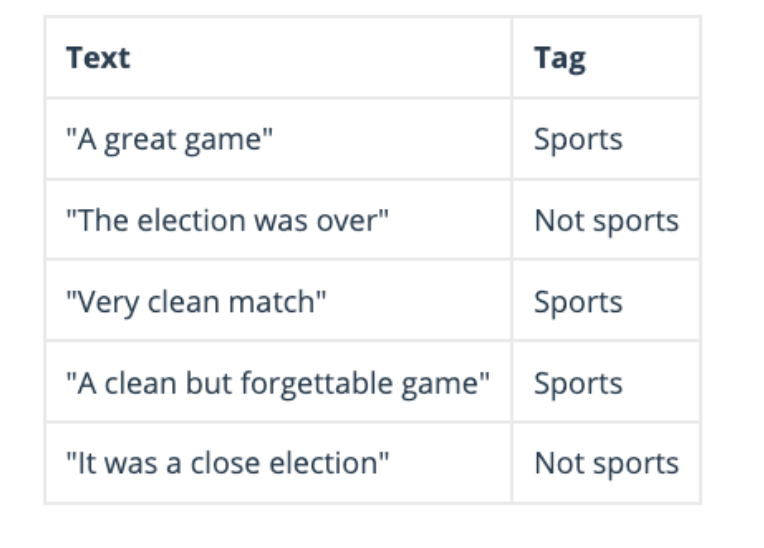 Text Tag
"A great game" Sports
"The election was over" Not sports
"Very clean match" Sports
"A clean but forgettable game" Sports
"It was a close election" Not sports